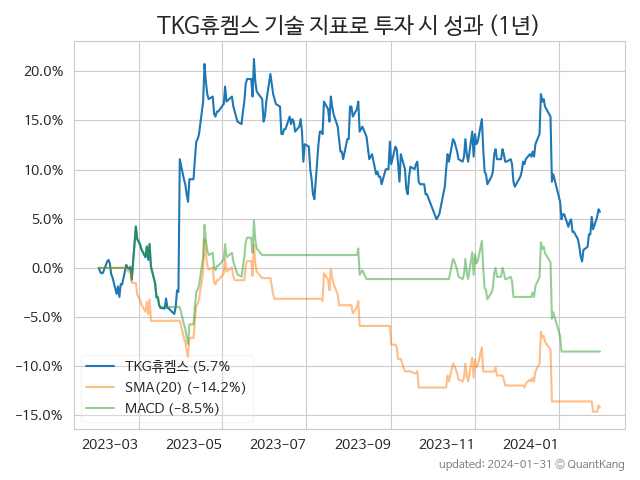 TKG휴켐스 기술 지표로 투자 시 성과 (1년)
20.0%
15.0%
10.0%
5.0%
0.0%
−5.0%
−10.0%
−15.0%
TKG휴켐스 (5.7%
SMA(20) (−14.2%)
MACD (−8.5%)
2023-03 2023-05 2023-07 2023-09 2023-11 2024-01
updated: 2024-01-31 © QuantKang